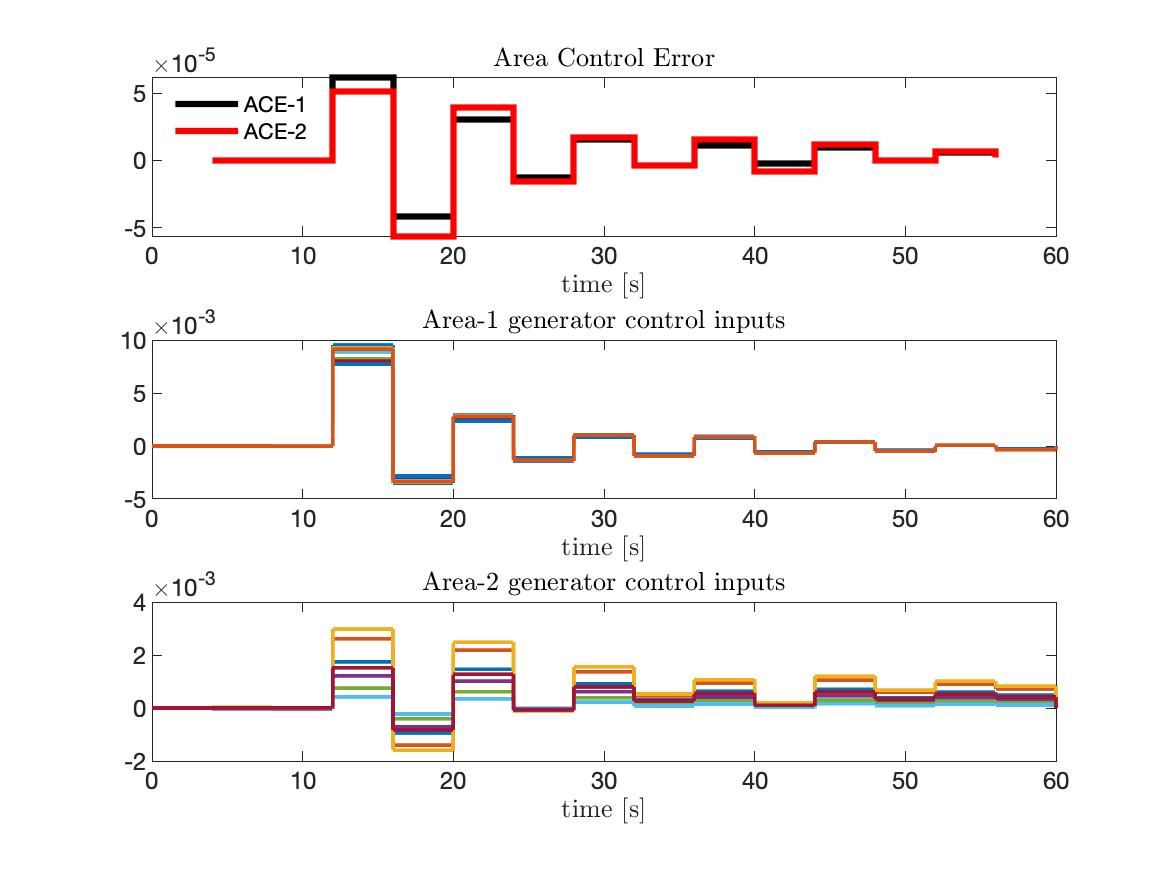 Area Control Error
×10-5
5
0
-5
ACE-1
ACE-2
0 10 20 30 40 50 60
time [s]
Area-1 generator control inputs
×10-3
10
5
0
-5
0 10 20 30 40 50 60
time [s]
Area-2 generator control inputs
×10-3
4
2
0
-2
0 10 20 30 40 50 60
time [s]